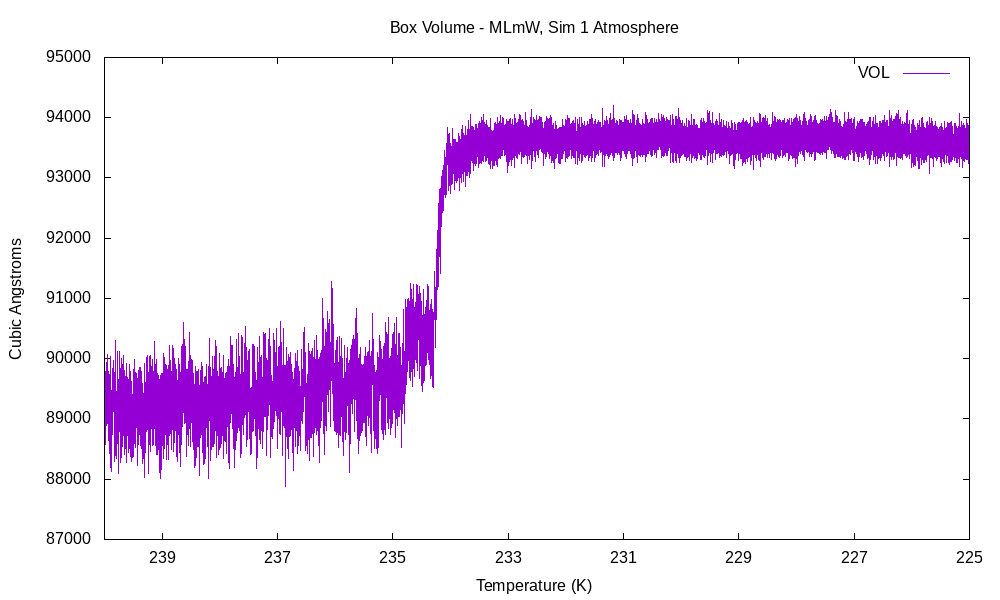 Box Volume - MLmW, Sim 1 Atmosphere
VOL
95000
94000
93000
92000
91000
90000
89000
88000
87000
Cubic Angstroms
239 237 235 233 231 229 227 225
Temperature (K)